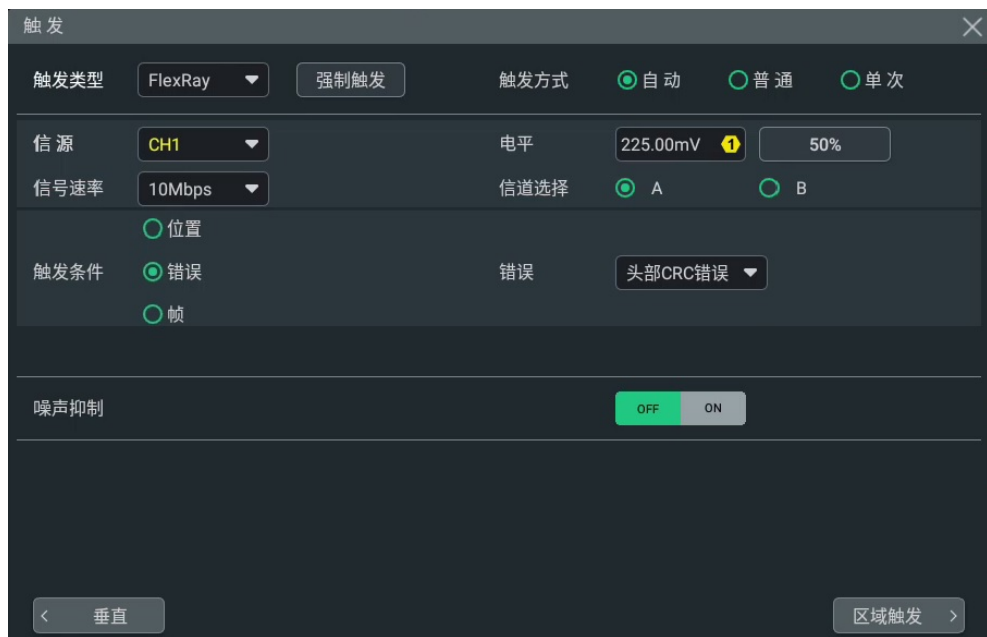 触发
触发类型 FlexRay 强制触发 触发方式 自动 普通 单次
信源 CH1 电平 225.00mV 1 50%
信号速率 10Mbps 信道选择 A B
位置
触发条件 错误 错误 头部CRC错误
帧
噪声抑制 OFF ON
< 垂直 区域触发 >